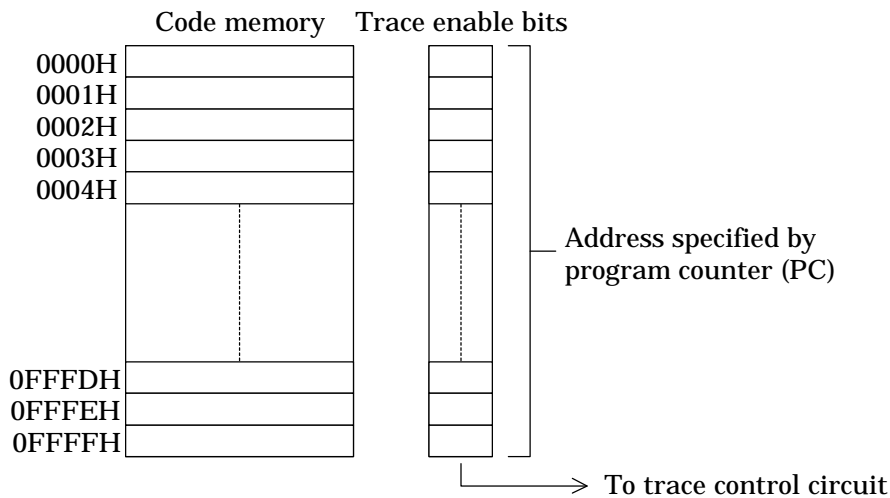 Code memory
Trace enable bits
0000H
0001H
0002H
0003H
0004H
0FFFDH
0FFFEH
0FFFFH
Address specified by
program counter (PC)
To trace control circuit